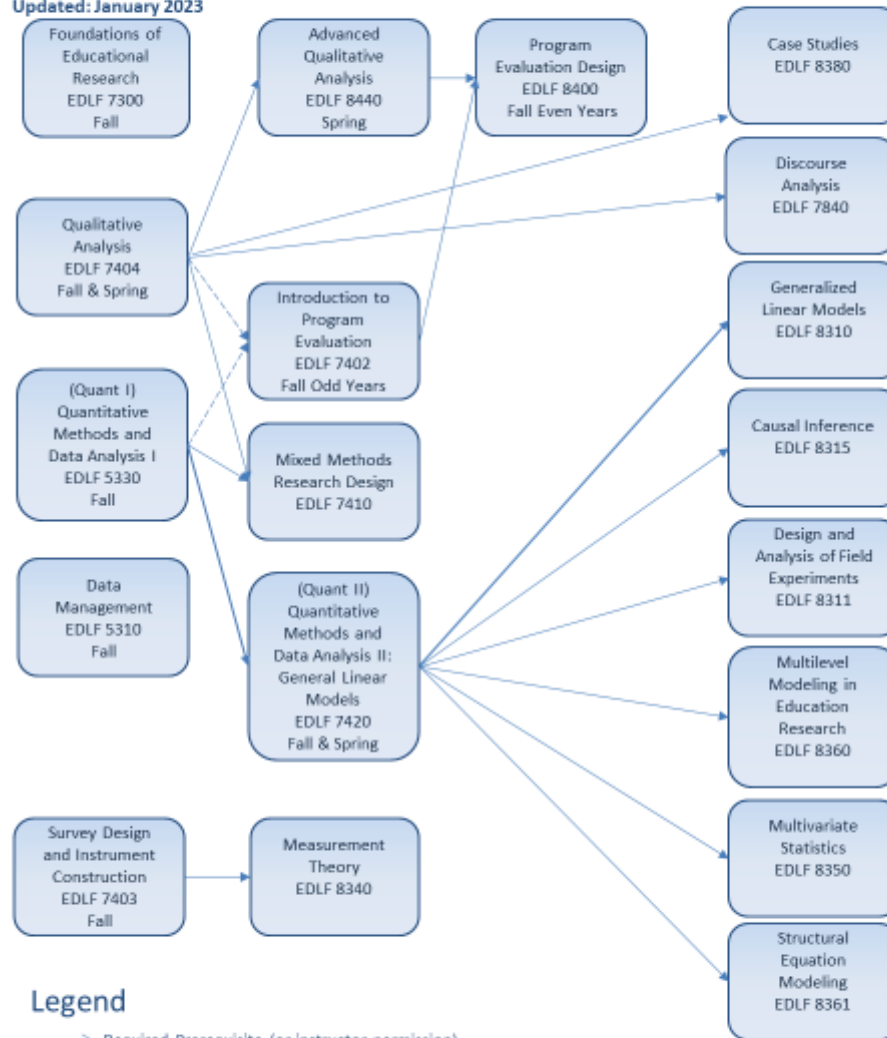 Updated: January 2023
Foundations of
Educational
Research
EDLF 7300
Fall
Advanced
Qualitative
Analysis
EDLF 8440
Spring
Program
Evaluation Design
EDLF 8400
Fall Even Years
Case Studies
EDLF 8380
Discourse
Analysis
EDLF 7840
Qualitative
Analysis
EDLF 7404
Fall & Spring
Introduction to
Program
Evaluation
EDLF 7402
Fall Odd Years
Generalized
Linear Models
EDLF 8310
(Quant I)
Quantitative
Methods and
Data Analysis I
EDLF 5330
Fall
Mixed Methods
Research Design
EDLF 7410
Causal Inference
EDLF 8315
Design and
Analysis of Field
Experiments
EDLF 8311
Data
Management
EDLF 5310
Fall
(Quant II)
Quantitative
Methods and
Data Analysis II:
General Linear
Models
EDLF 7420
Fall & Spring
Multilevel
Modeling in
Education
Research
EDLF 8360
Multivariate
Statistics
EDLF 8350
Survey Design
and Instrument
Construction
EDLF 7403
Fall
Measurement
Theory
EDLF 8340
Structural
Equation
Modeling
EDLF 8361
Legend
Required Prerequisite (or instructor permission)